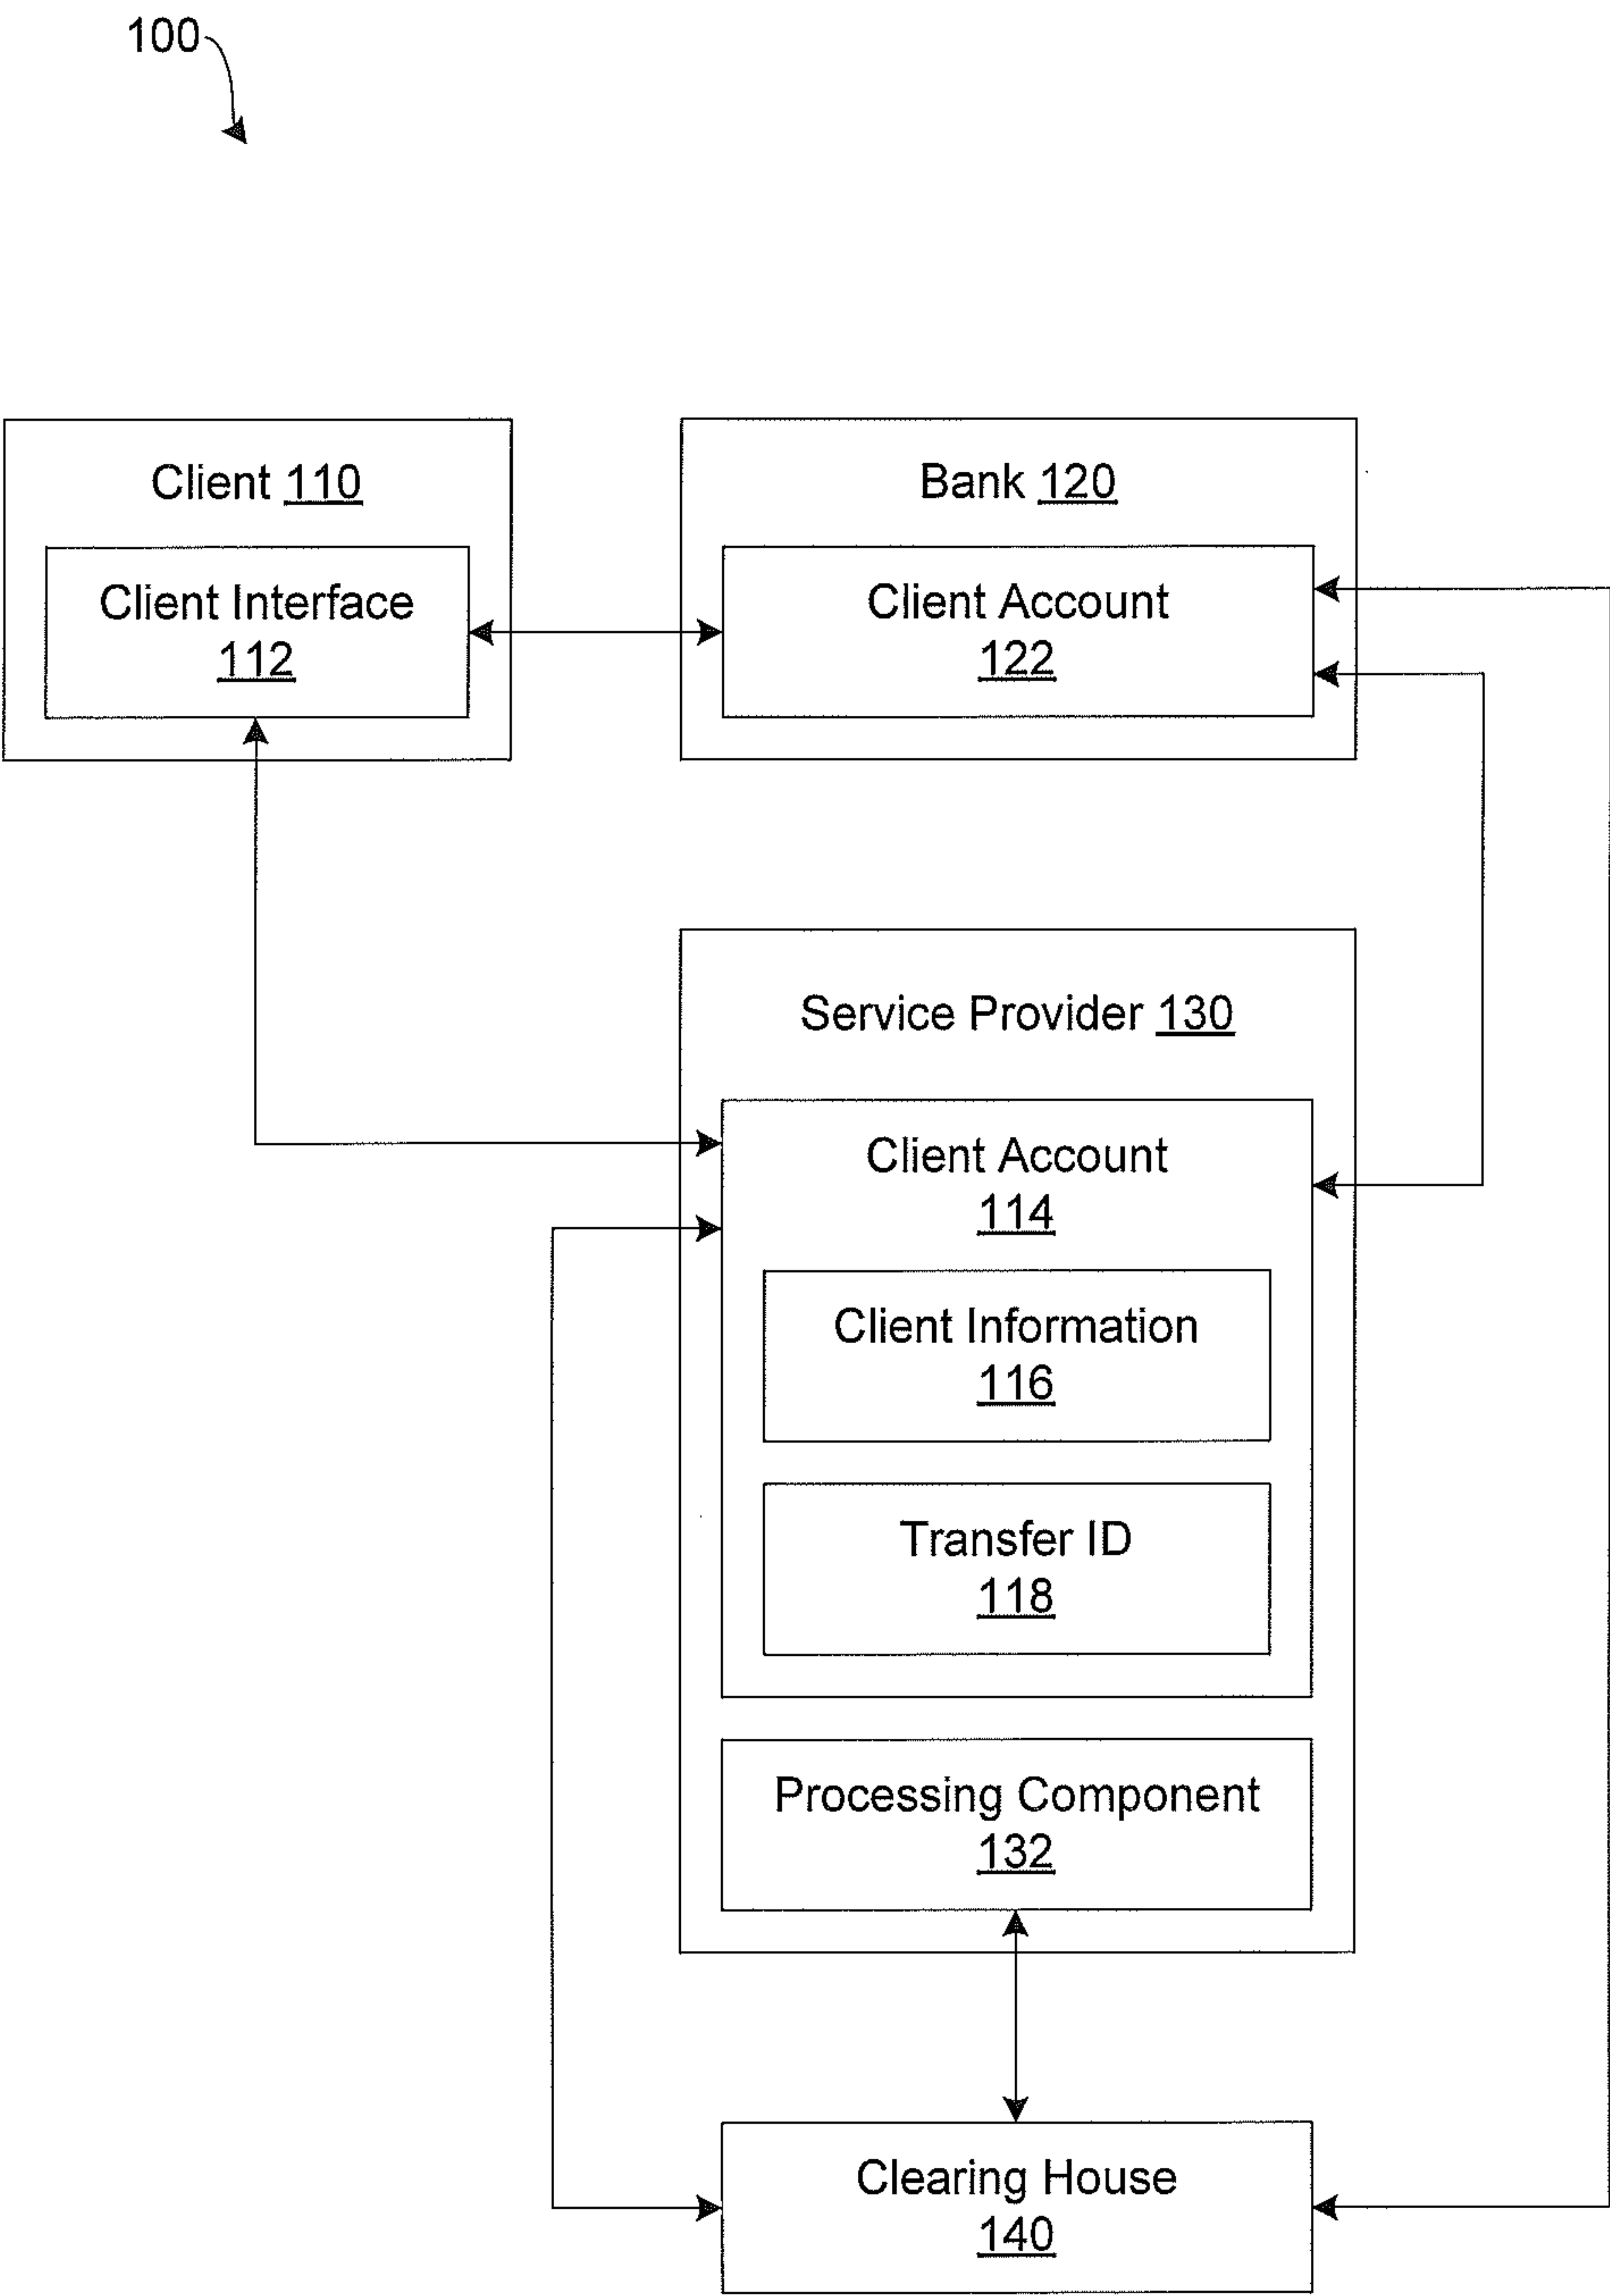 100
Client 110
Client Interface
112
Bank 120
Client Account
122
Service Provider 130
Client Account
114
Client Information
116
Transfer ID
118
Processing Component
132
Clearing House
140